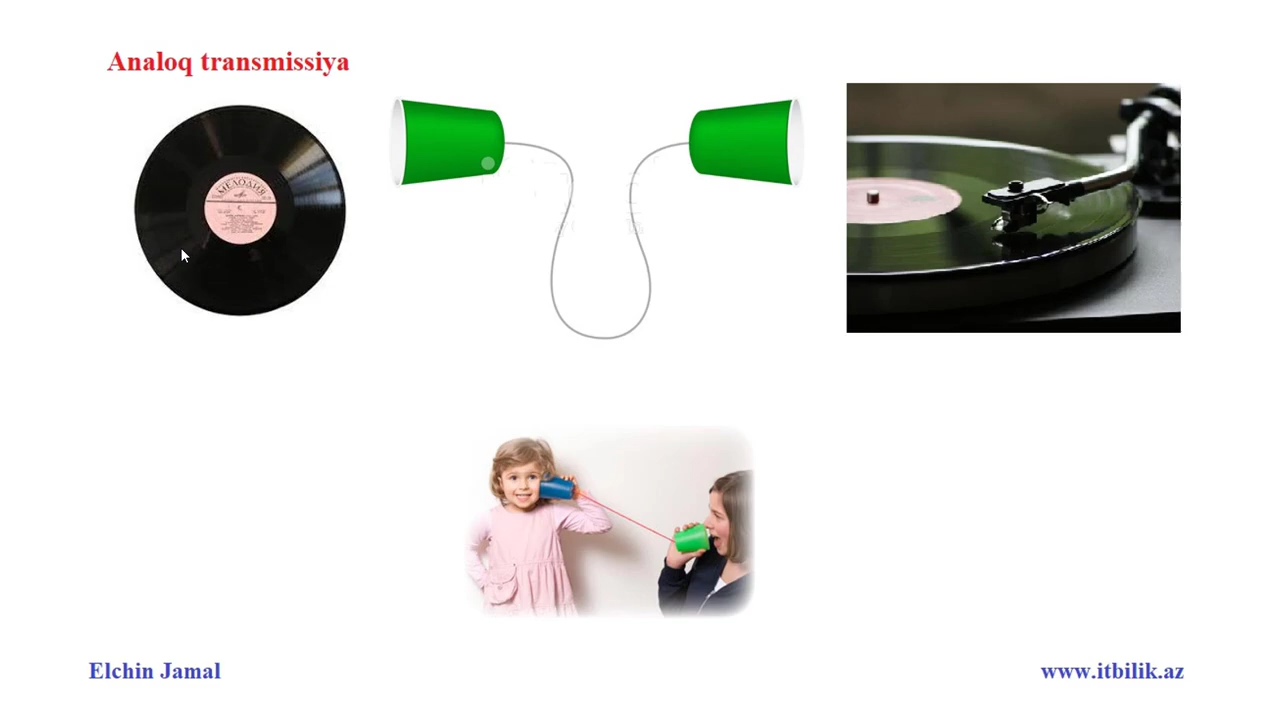 Analoq transmissiya
МЕЛОДИЯ
Elchin Jamal
www.itbilik.az